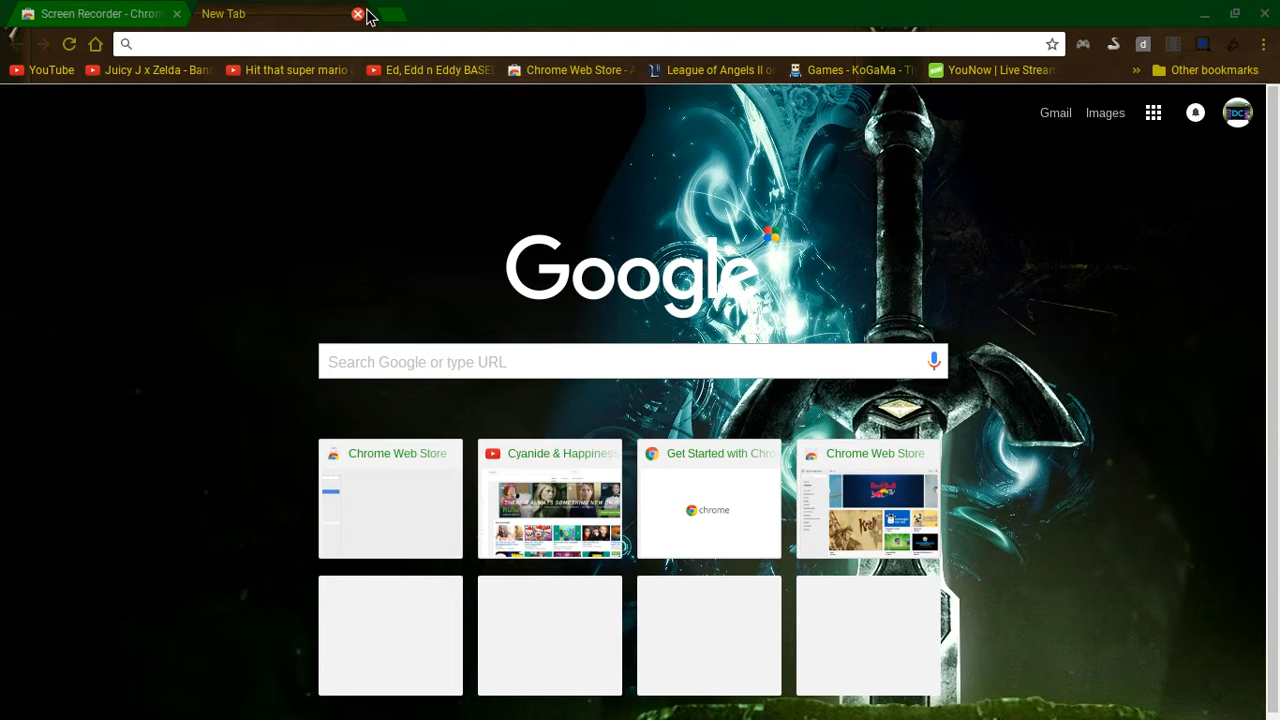 Screen Recorder - Chrom
New Tab
YouTube
Juicy J x Zelda - Ban
Hit that super mario
Ed, Edd n Eddy BASE
Chrome Web Store - A
League of Angels II o
Games - KoGaMa - Th
YouNow | Live Stream
»
Other bookmarks
Gmail
Images
DC
Google
Search Google or type URL
Chrome Web Store
Cyanide & Happiness
Get Started with Chro
Chrome Web Store
chrome